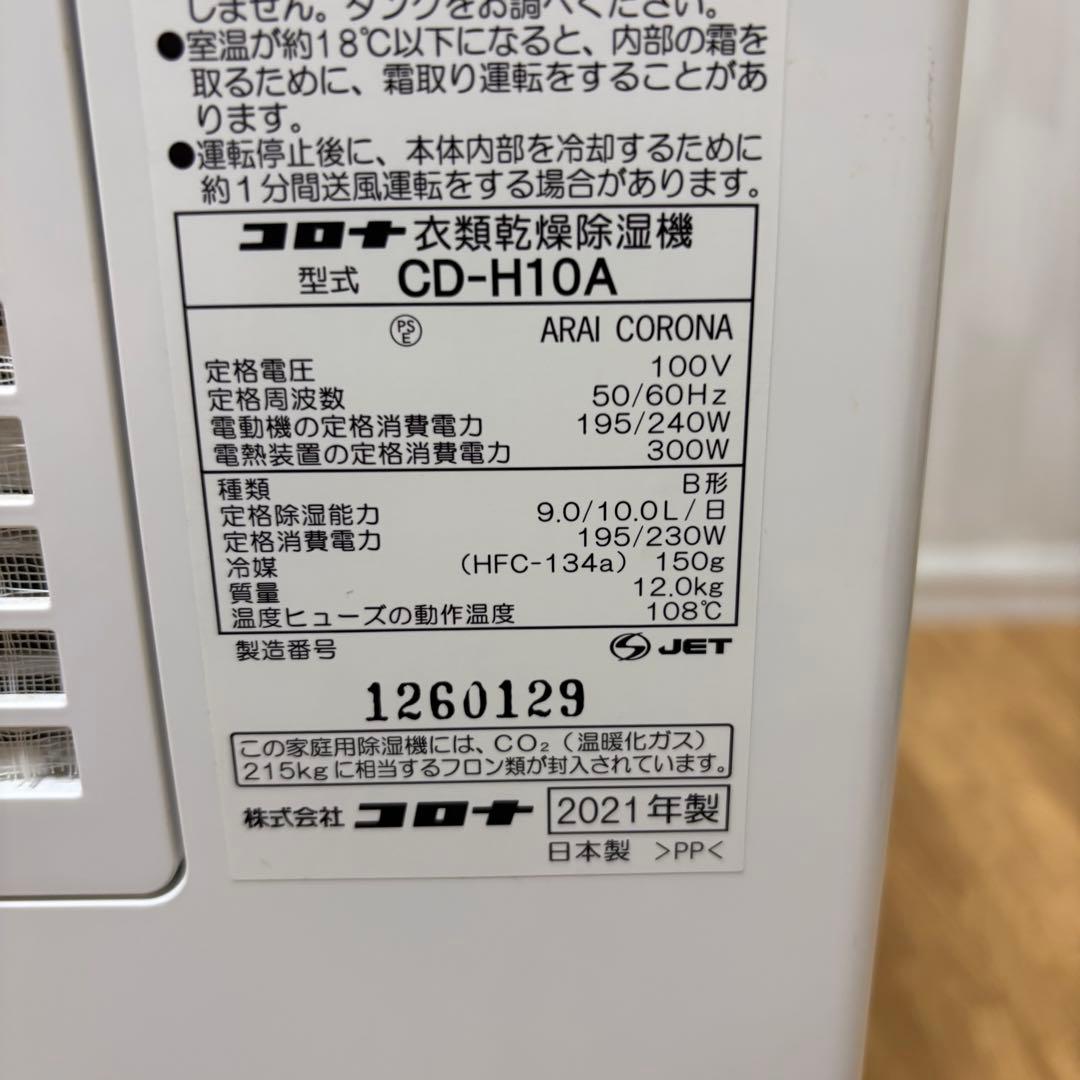 しません。タンクをお調べください。
●室温が約18℃以下になると、内部の霜を
取るために、霜取り運転をすることがあ
ります。
●運転停止後に、本体内部を冷却するために
約1分間送風運転をする場合があります。
コロナ衣類乾燥除湿機
型式 CD-H10A
PSE ARAI CORONA
定格電圧 100V
定格周波数 50/60Hz
電動機の定格消費電力 195/240W
電熱装置の定格消費電力 300W
種類 B形
定格除湿能力 9.0/10.0L/日
定格消費電力 195/230W
冷媒 (HFC-134a) 150g
質量 12.0kg
温度ヒューズの動作温度 108℃
製造番号 JET
1260129
この家庭用除湿機には、CO₂(温暖化ガス)
215kgに相当するフロン類が封入されています。
株式会社 コロナ 2021年製
日本製 >PP<